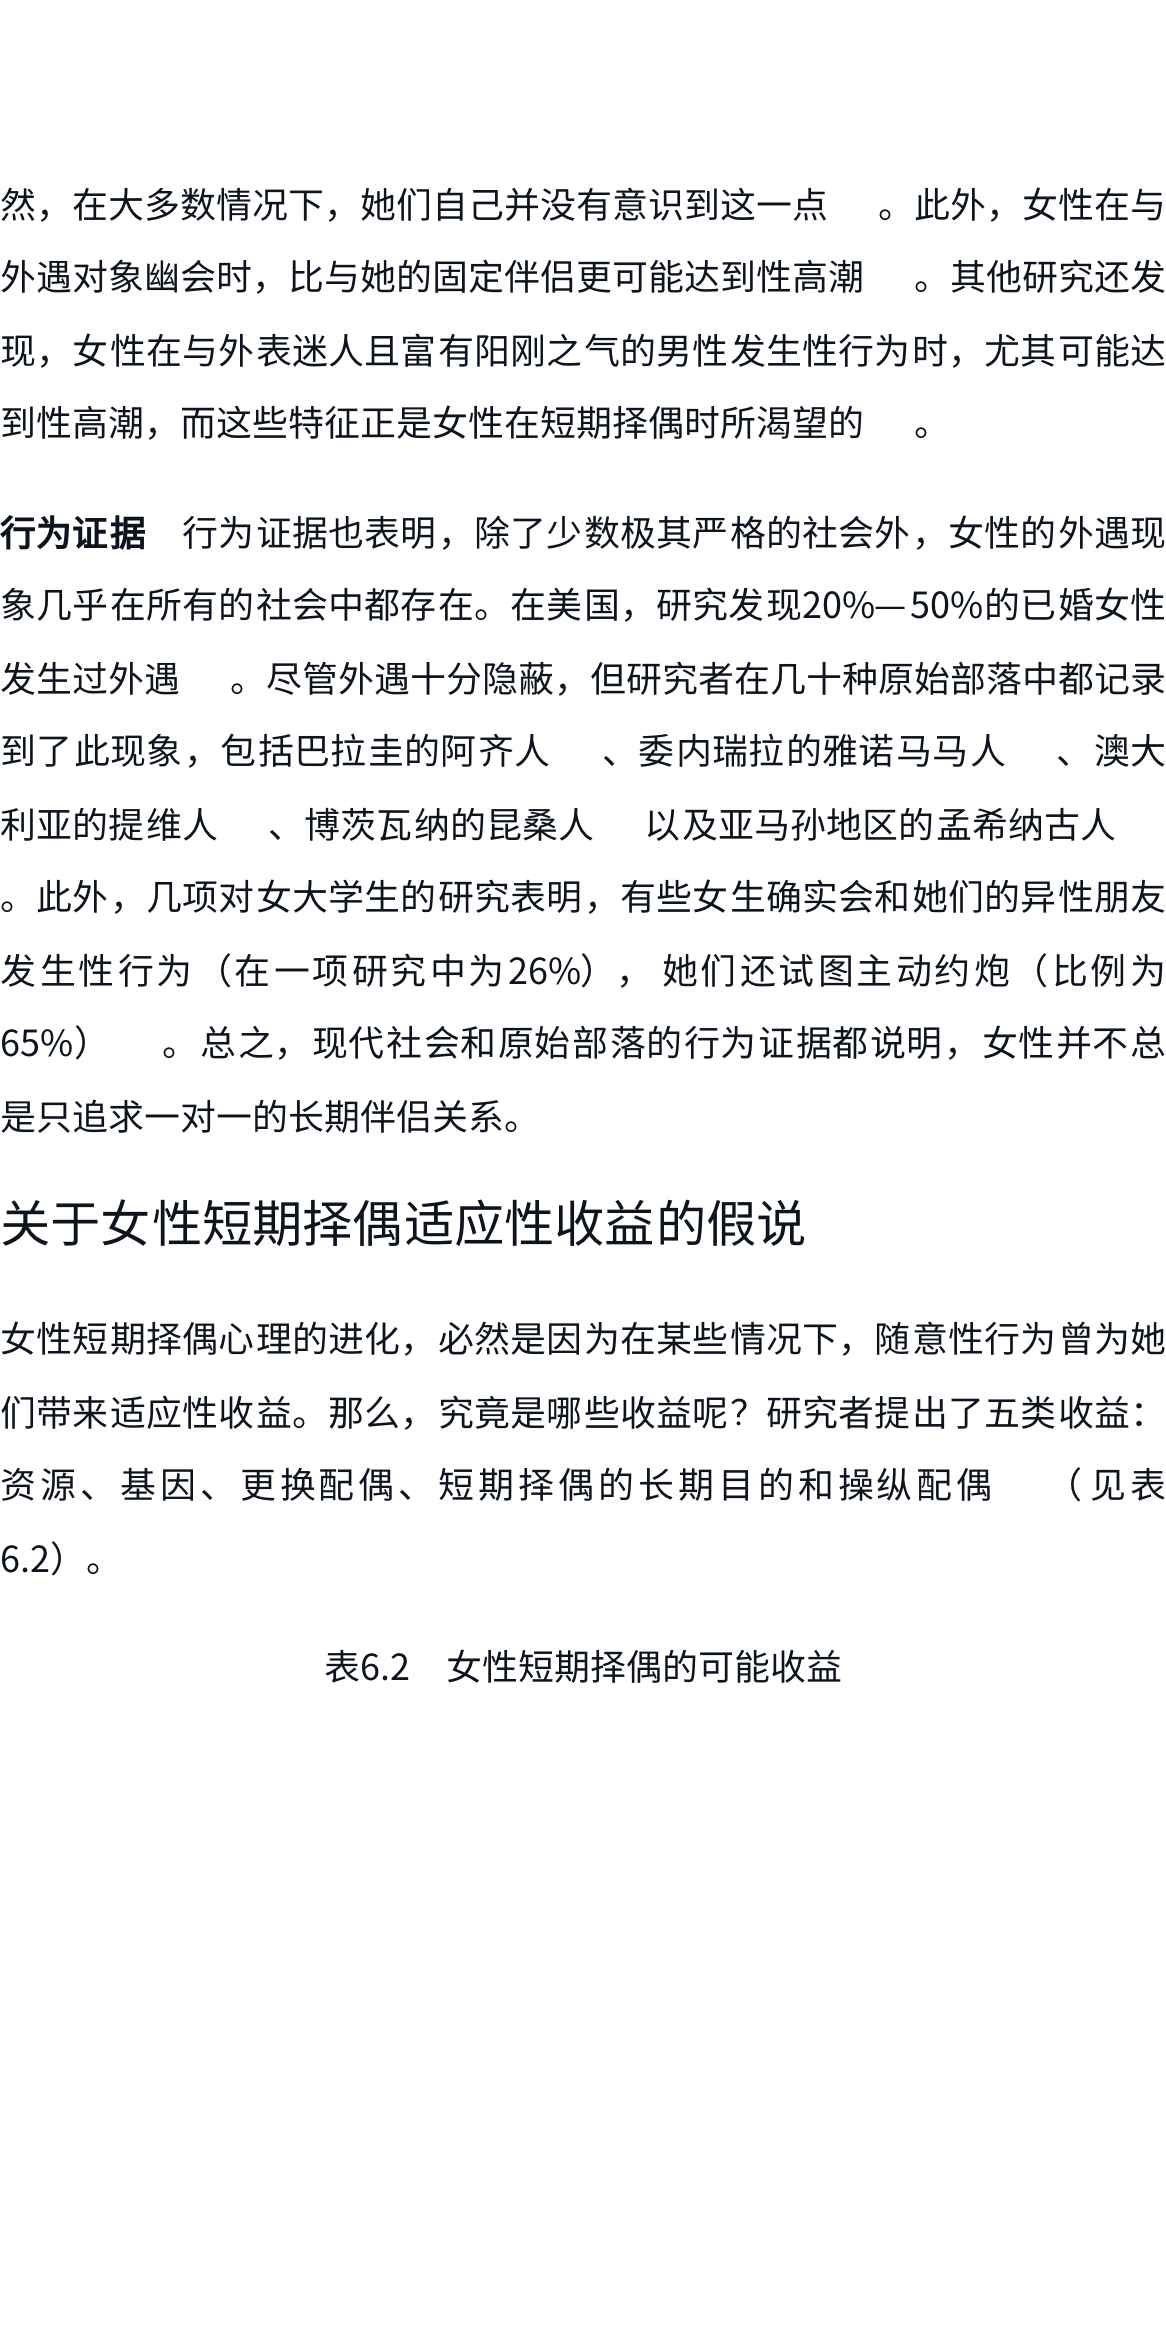 然，在大多数情况下，她们自己并没有意识到这一点　。此外，女性在与
外遇对象幽会时，比与她的固定伴侣更可能达到性高潮　。其他研究还发
现，女性在与外表迷人且富有阳刚之气的男性发生性行为时，尤其可能达
到性高潮，而这些特征正是女性在短期择偶时所渴望的　。
行为证据　行为证据也表明，除了少数极其严格的社会外，女性的外遇现
象几乎在所有的社会中都存在。在美国，研究发现20%—50%的已婚女性
发生过外遇　。尽管外遇十分隐蔽，但研究者在几十种原始部落中都记录
到了此现象，包括巴拉圭的阿齐人　、委内瑞拉的雅诺马马人　、澳大
利亚的提维人　、博茨瓦纳的昆桑人　以及亚马孙地区的孟希纳古人
。此外，几项对女大学生的研究表明，有些女生确实会和她们的异性朋友
发生性行为（在一项研究中为26%），她们还试图主动约炮（比例为
65%）　。总之，现代社会和原始部落的行为证据都说明，女性并不总
是只追求一对一的长期伴侣关系。
关于女性短期择偶适应性收益的假说
女性短期择偶心理的进化，必然是因为在某些情况下，随意性行为曾为她
们带来适应性收益。那么，究竟是哪些收益呢？研究者提出了五类收益：
资源、基因、更换配偶、短期择偶的长期目的和操纵配偶　（见表
6.2）。
表6.2　女性短期择偶的可能收益